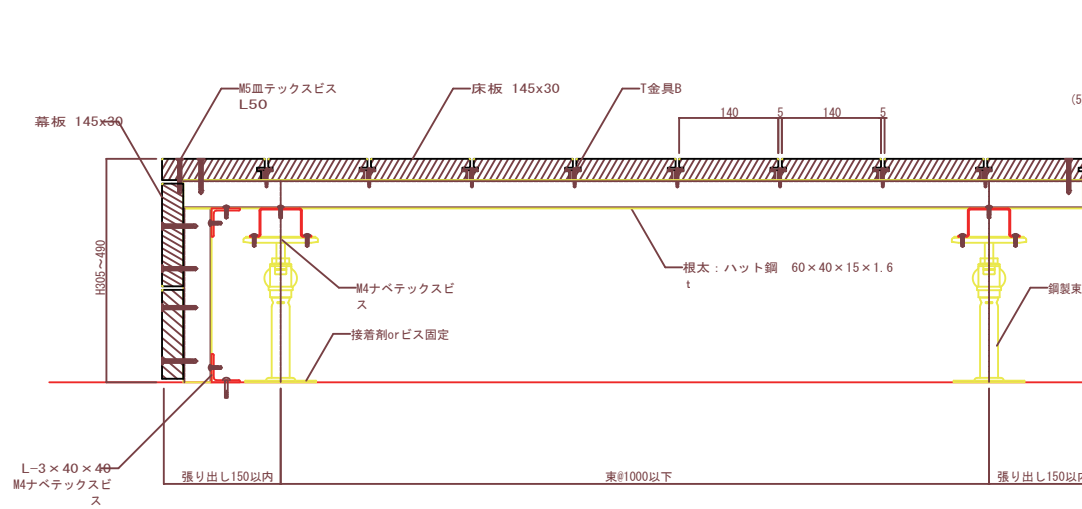 (5
M5皿テックスビス
L50
床板 145x30
T金具B
幕板 145x30
140
5
140
5
H305～490
根太：ハット鋼 60×40×15×1.6
t
M4ナベテックスビ
ス
鋼製束
接着剤orビス固定
L-3×40×40
M4ナベテックスビ
ス
張り出し150以内
束@1000以下
張り出し150以内